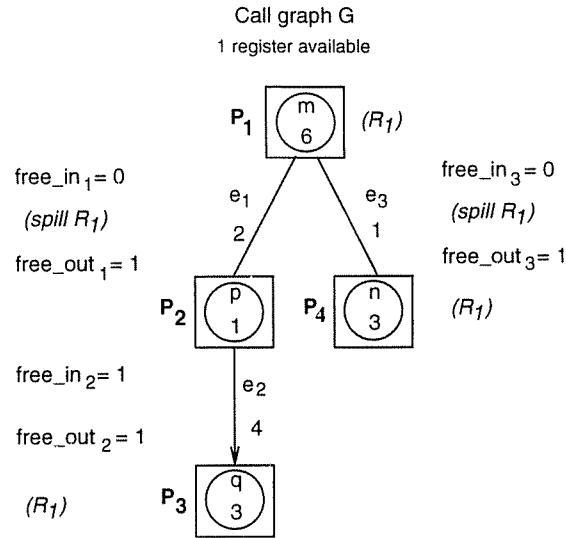 Call graph G
1 register available
m
P1
(R1)
6
free_in1 = 0
free_in3 = 0
e1
e3
(spill R1)
(spill R1)
2
1
free_out1 = 1
free_out3 = 1
p
n
P2
P4
(R1)
1
3
free_in2 = 1
e2
4
free_out2 = 1
q
P3
(R1)
3